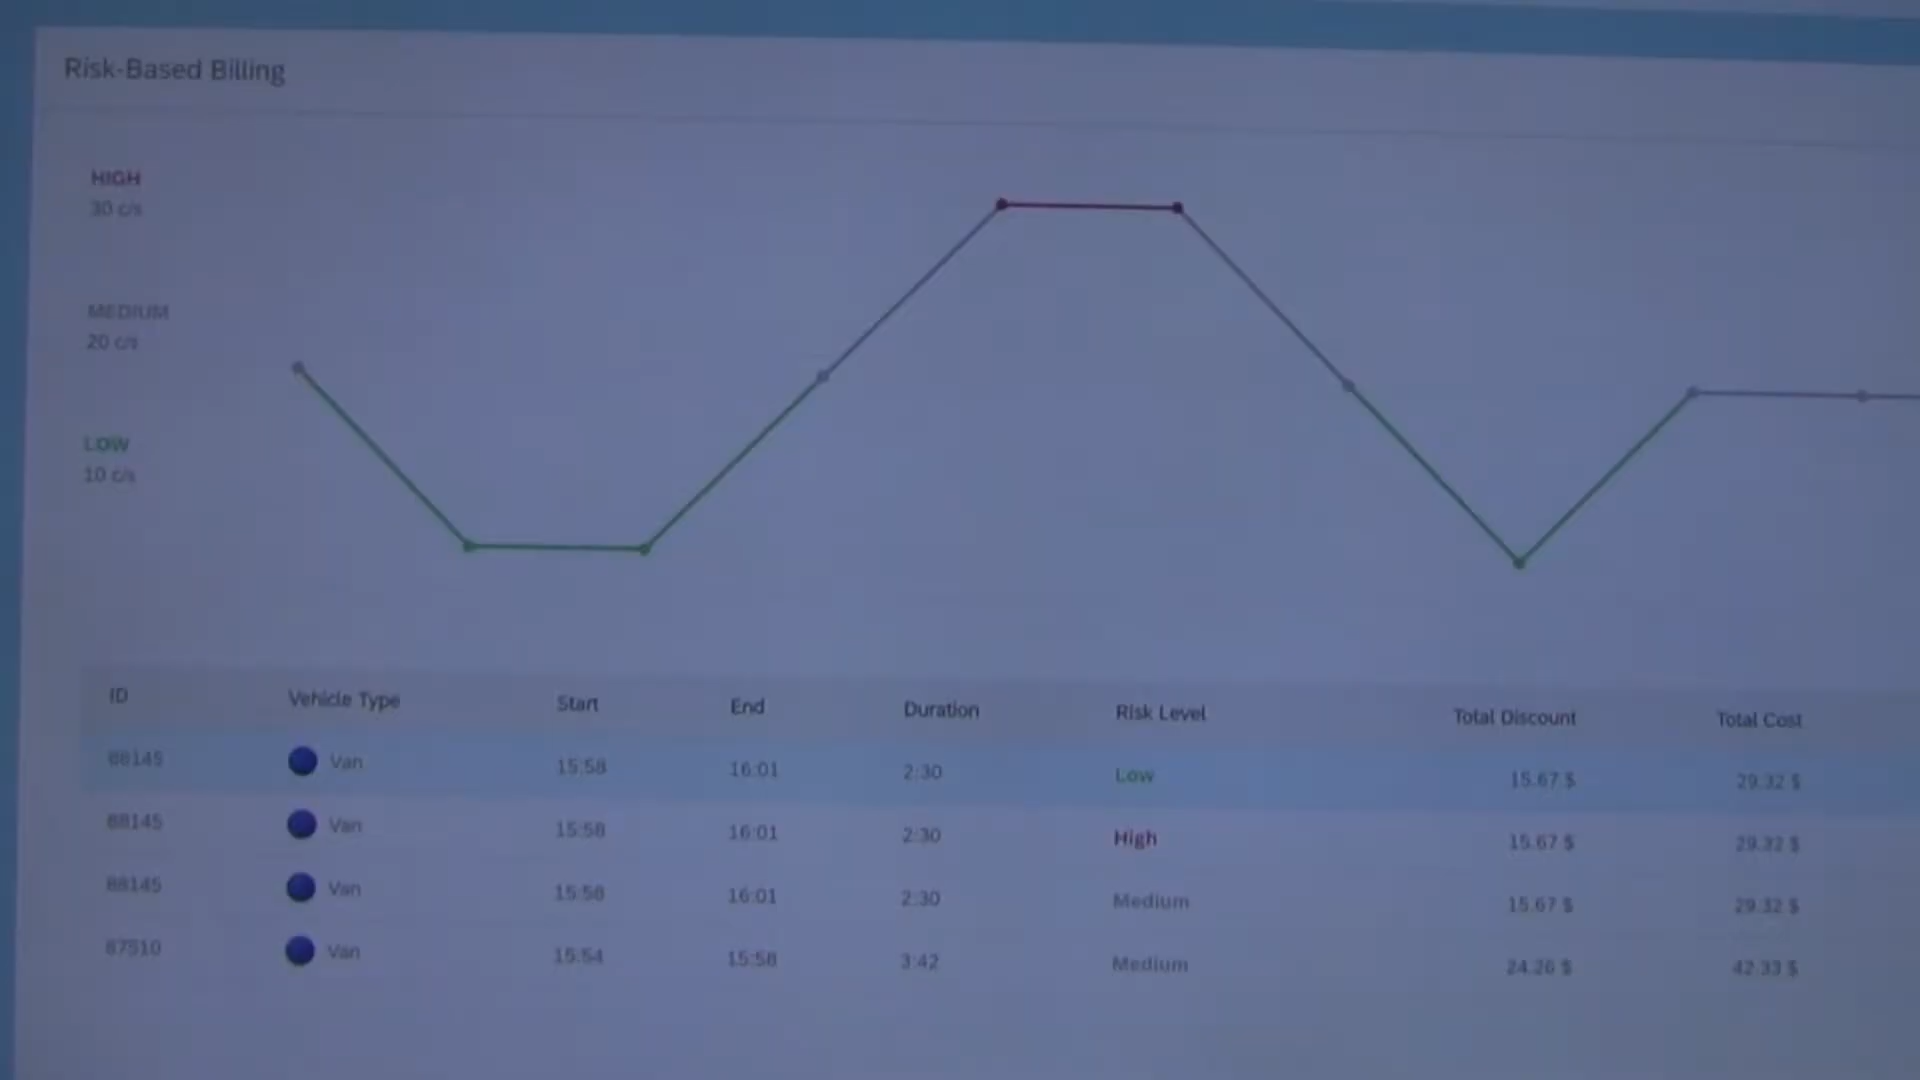 Risk-Based Billing
HIGH
30 c/s
MEDIUM
20 c/s
LOW
10 c/s
ID Vehicle Type Start End Duration Risk Level Total Discount Total Cost
88145 Van 15:58 16:01 2:30 Low 15.67 $ 29.32 $
88145 Van 15:58 16:01 2:30 High 15.67 $ 29.32 $
88145 Van 15:58 16:01 2:30 Medium 15.67 $ 29.32 $
87510 Van 15:54 15:58 3:42 Medium 24.26 $ 42.33 $